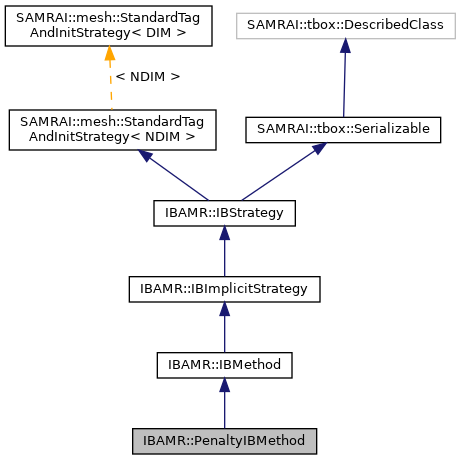 SAMRAI::mesh::StandardTag
AndInitStrategy< DIM >
SAMRAI::tbox::DescribedClass
< NDIM >
SAMRAI::mesh::StandardTag
AndInitStrategy< NDIM >
SAMRAI::tbox::Serializable
IBAMR::IBStrategy
IBAMR::IBImplicitStrategy
IBAMR::IBMethod
IBAMR::PenaltyIBMethod